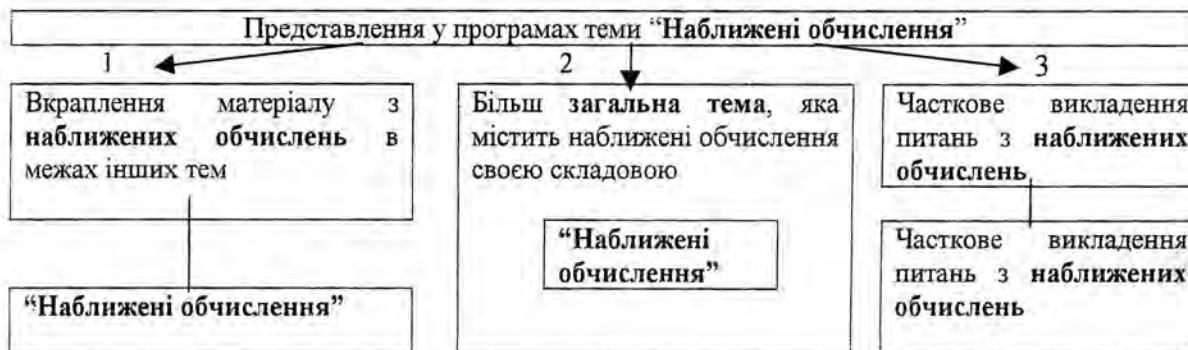 Представлення у програмах теми “Наближені обчислення”
1
2
3
Вкраплення матеріалу з
наближених обчислень в
межах інших тем
“Наближені обчислення”
Більш загальна тема, яка
містить наближені обчислення
своєю складовою
“Наближені
обчислення”
Часткове викладення
питань з наближених
обчислень
Часткове викладення
питань з наближених
обчислень